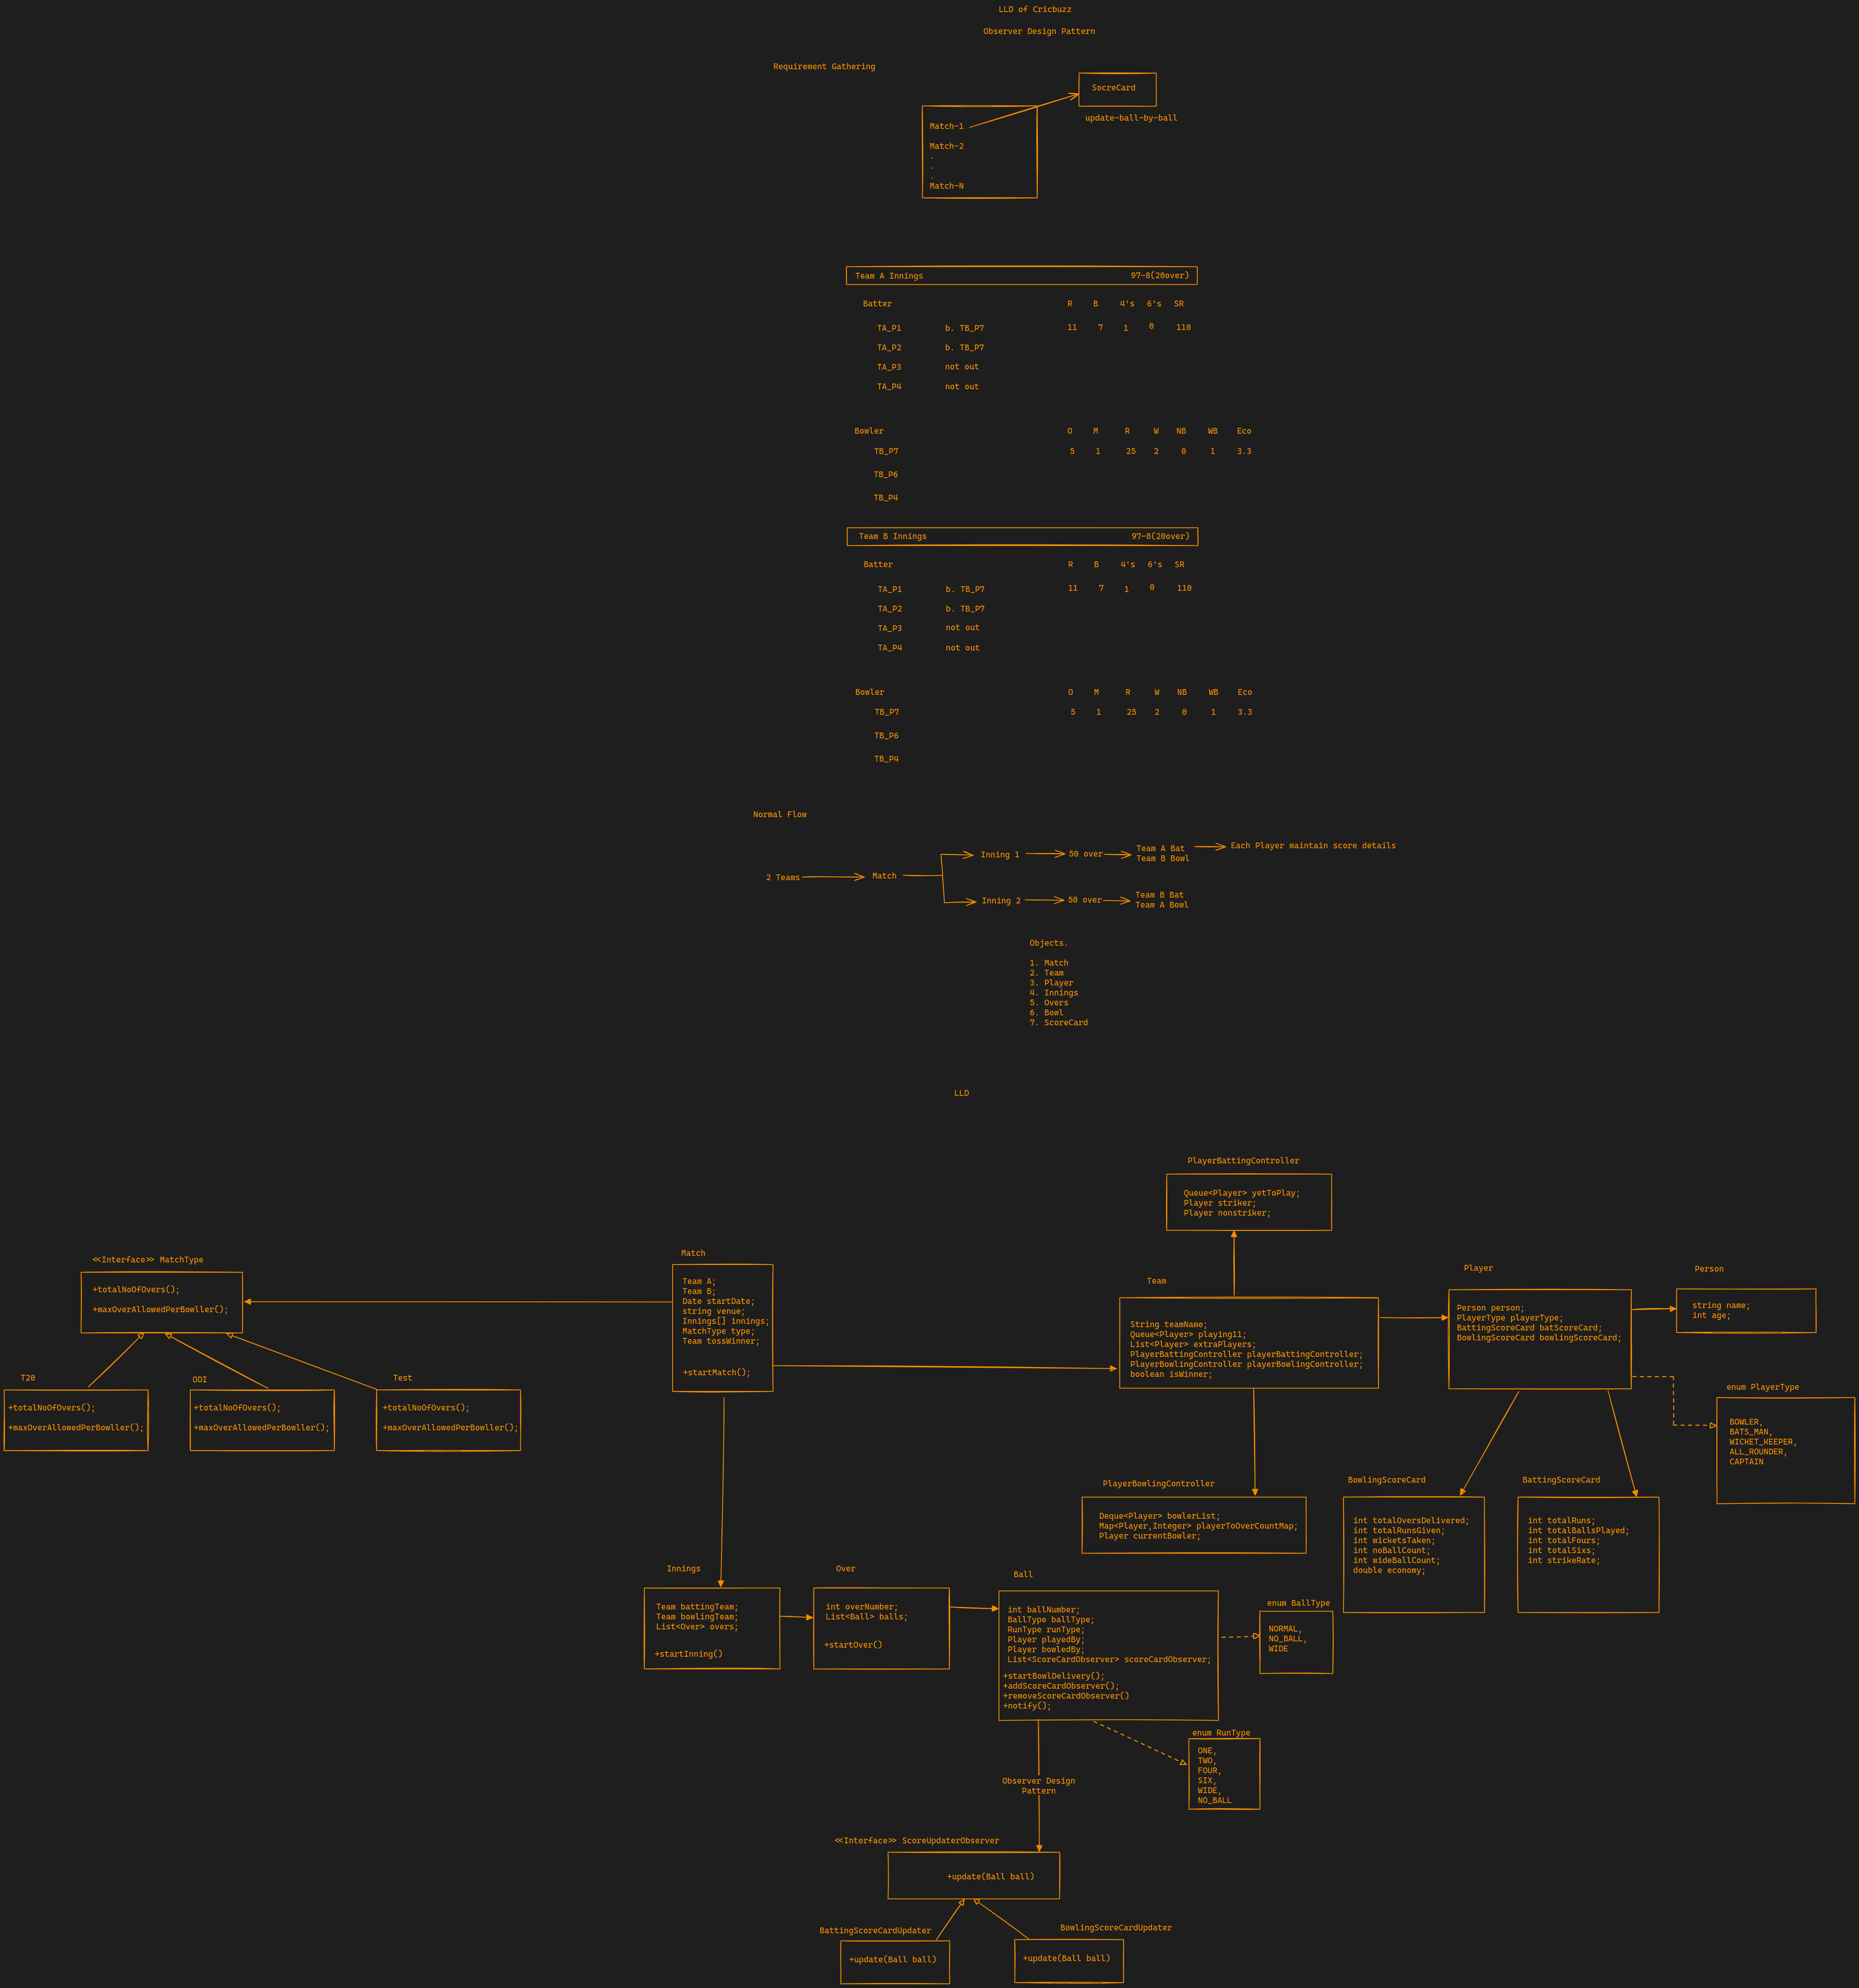 LLD of Cricbuzz
Observer Design Pattern
Requirement Gathering
SocreCard
update-ball-by-ball
Match-1
Match-2
.
.
.
Match-N
Team A Innings 97-8(20over)
Batter R B 4's 6's SR
TA_P1 b. TB_P7 11 7 1 0 110
TA_P2 b. TB_P7
TA_P3 not out
TA_P4 not out
Bowler O M R W NB WB Eco
TB_P7 5 1 25 2 0 1 3.3
TB_P6
TB_P4
Team B Innings 97-8(20over)
Batter R B 4's 6's SR
TA_P1 b. TB_P7 11 7 1 0 110
TA_P2 b. TB_P7
TA_P3 not out
TA_P4 not out
Bowler O M R W NB WB Eco
TB_P7 5 1 25 2 0 1 3.3
TB_P6
TB_P4
Normal Flow
2 Teams
Match
Inning 1
50 over
Team A Bat
Team B Bowl
Each Player maintain score details
Inning 2
50 over
Team B Bat
Team A Bowl
Objects.
1. Match
2. Team
3. Player
4. Innings
5. Overs
6. Bowl
7. ScoreCard
LLD
PlayerBattingController
Queue<Player> yetToPlay;
Player striker;
Player nonstriker;
<<Interface>> MatchType
+totalNoOfOvers();
+maxOverAllowedPerBowller();
T20
+totalNoOfOvers();
+maxOverAllowedPerBowller();
ODI
+totalNoOfOvers();
+maxOverAllowedPerBowller();
Test
+totalNoOfOvers();
+maxOverAllowedPerBowller();
Match
Team A;
Team B;
Date startDate;
string venue;
Innings[] innings;
MatchType type;
Team tossWinner;
+startMatch();
Team
String teamName;
Queue<Player> playing11;
List<Player> extraPlayers;
PlayerBattingController playerBattingController;
PlayerBowlingController playerBowlingController;
boolean isWinner;
Player
Person person;
PlayerType playerType;
BattingScoreCard batScoreCard;
BowlingScoreCard bowlingScoreCard;
Person
string name;
int age;
enum PlayerType
BOWLER,
BATS_MAN,
WICKET_KEEPER,
ALL_ROUNDER,
CAPTAIN
PlayerBowlingController
Deque<Player> bowlerList;
Map<Player,Integer> playerToOverCountMap;
Player currentBowler;
BowlingScoreCard
int totalOversDelivered;
int totalRunsGiven;
int wicketsTaken;
int noBallCount;
int wideBallCount;
double economy;
BattingScoreCard
int totalRuns;
int totalBallsPlayed;
int totalFours;
int totalSixs;
int strikeRate;
Innings
Team battingTeam;
Team bowlingTeam;
List<Over> overs;
+startInning()
Over
int overNumber;
List<Ball> balls;
+startOver()
Ball
int ballNumber;
BallType ballType;
RunType runType;
Player playedBy;
Player bowledBy;
List<ScoreCardObserver> scoreCardObserver;
+startBowlDelivery();
+addScoreCardObserver();
+removeScoreCardObserver()
+notify();
enum BallType
NORMAL,
NO_BALL,
WIDE
enum RunType
ONE,
TWO,
FOUR,
SIX,
WIDE,
NO_BALL
Observer Design
Pattern
<<Interface>> ScoreUpdaterObserver
+update(Ball ball)
BattingScoreCardUpdater
+update(Ball ball)
BowlingScoreCardUpdater
+update(Ball ball)